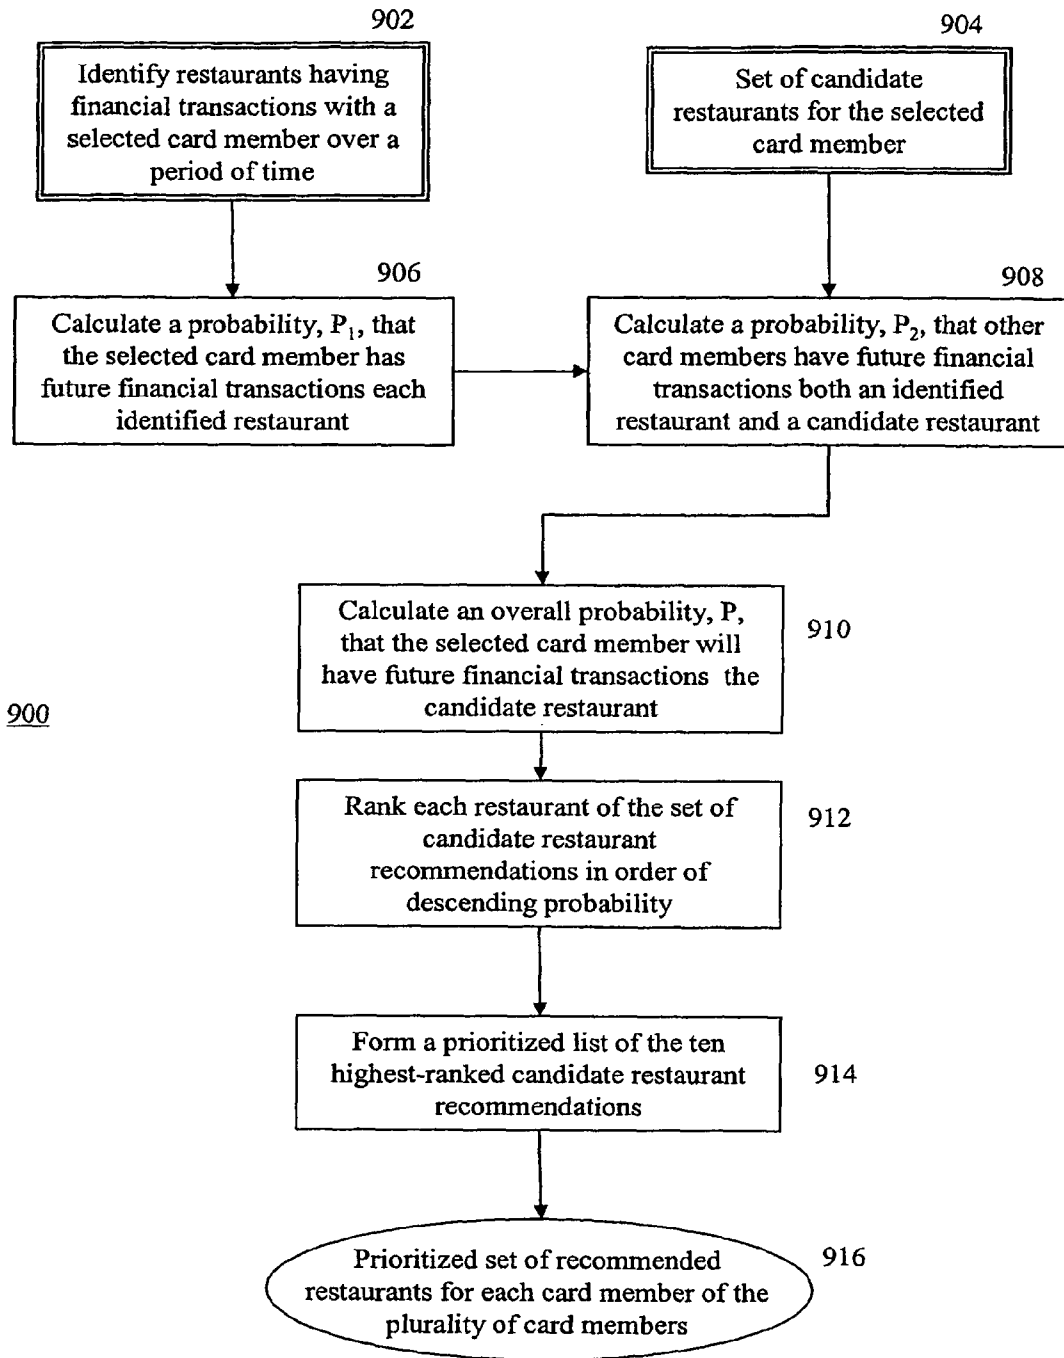 902
Identify restaurants having
financial transactions with a
selected card member over a
period of time
904
Set of candidate
restaurants for the selected
card member
906
Calculate a probability, P₁, that
the selected card member has
future financial transactions each
identified restaurant
908
Calculate a probability, P₂, that other
card members have future financial
transactions both an identified
restaurant and a candidate restaurant
Calculate an overall probability, P,
that the selected card member will
have future financial transactions the
candidate restaurant
910
900
Rank each restaurant of the set of
candidate restaurant
recommendations in order of
descending probability
912
Form a prioritized list of the ten
highest-ranked candidate restaurant
recommendations
914
Prioritized set of recommended
restaurants for each card member of the
plurality of card members
916